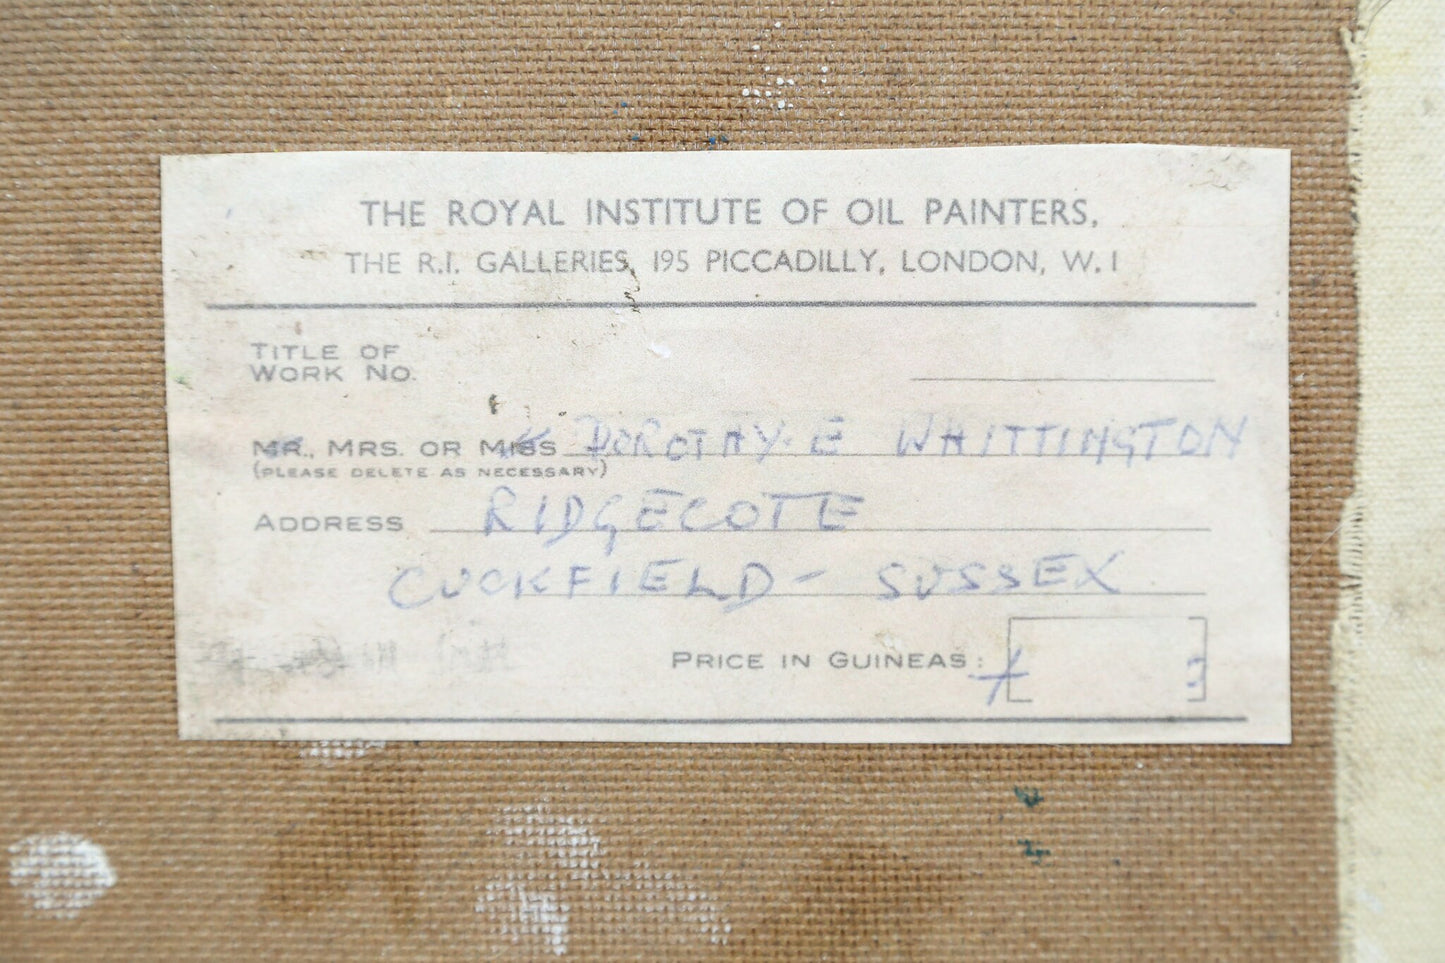 THE ROYAL INSTITUTE OF OIL PAINTERS,
THE R.I. GALLERIES, 195 PICCADILLY, LONDON, W.1
TITLE OF
WORK NO.
MR., MRS. OR MISS DOROTHY. E WHITTINGTON
(PLEASE DELETE AS NECESSARY)
ADDRESS RIDGECOTE
CUCKFIELD - SUSSEX
PRICE IN GUINEAS: